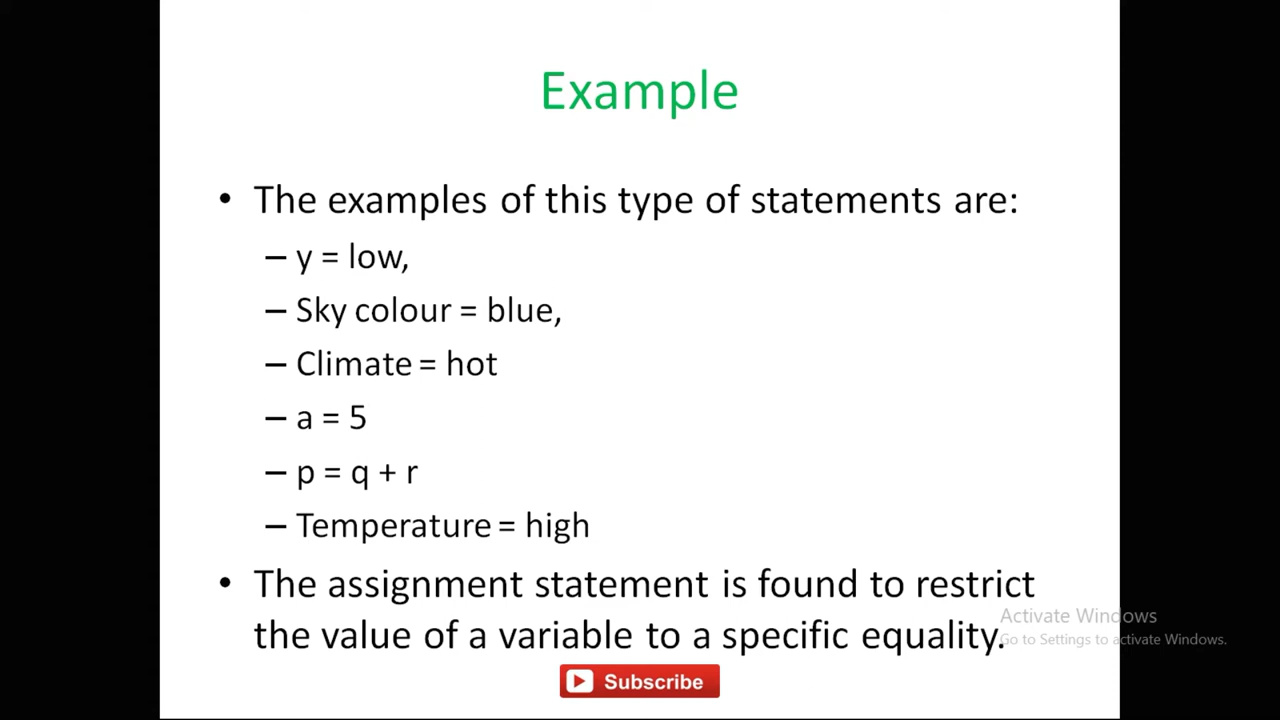 Example
• The examples of this type of statements are:
– y = low,
– Sky colour = blue,
– Climate = hot
– a = 5
– p = q + r
– Temperature = high
• The assignment statement is found to restrict
the value of a variable to a specific equality.
Activate Windows
Go to Settings to activate Windows.
Subscribe